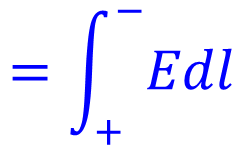 = ∫₊⁻ Edl